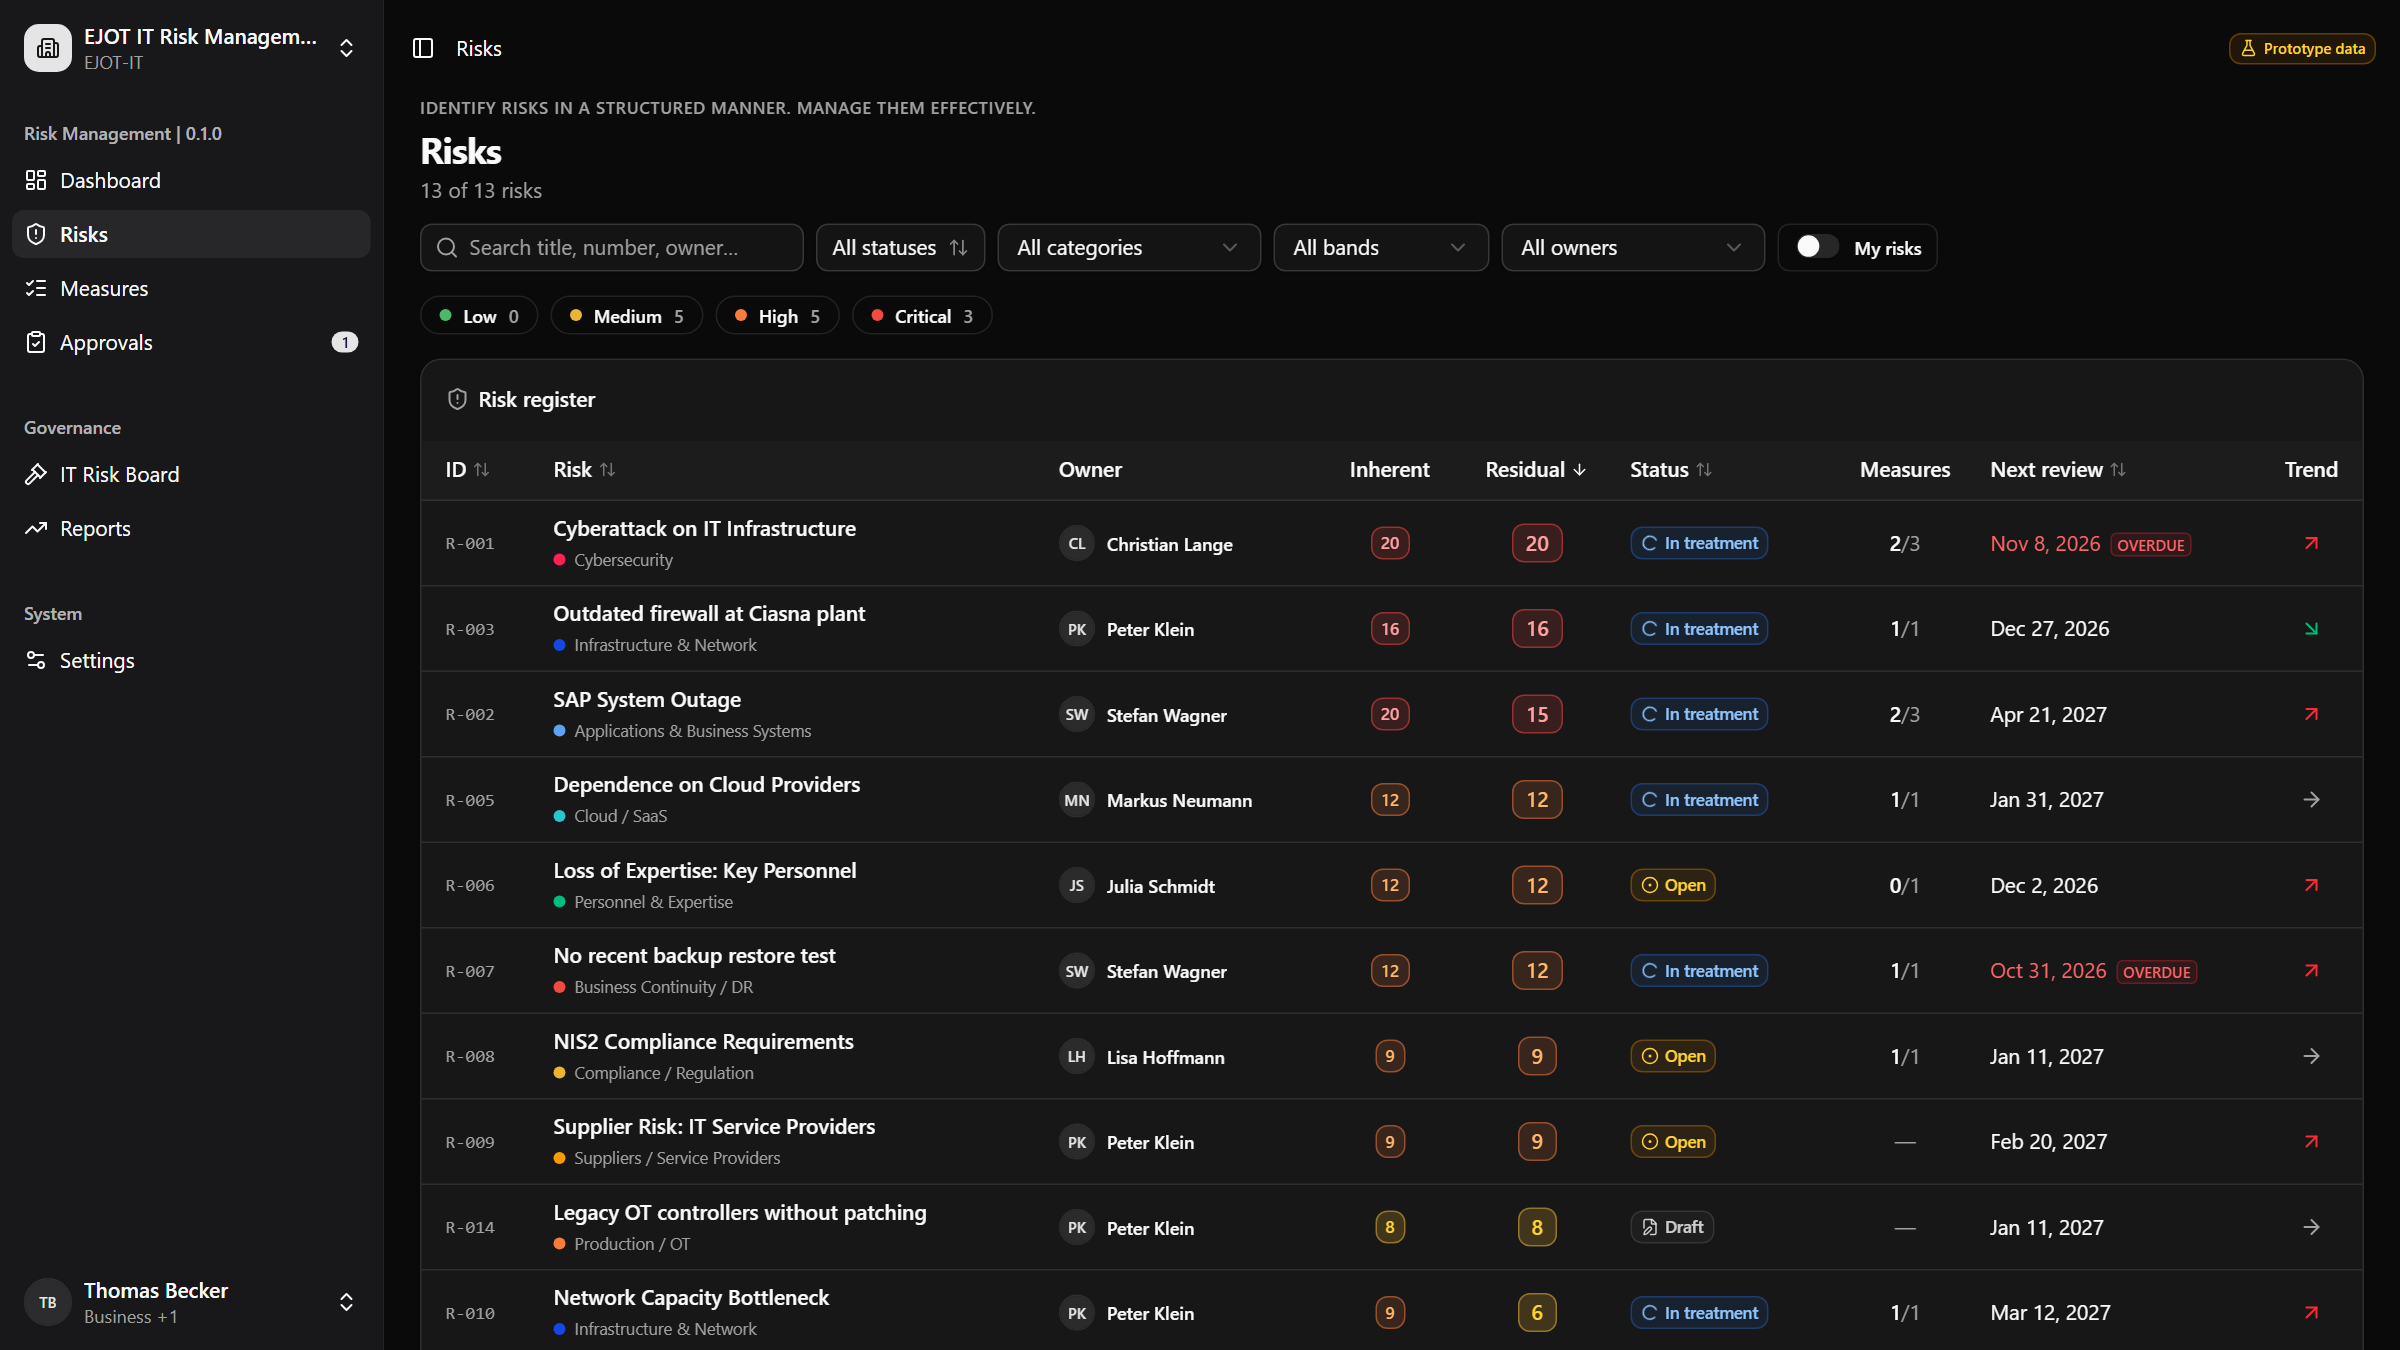 EJOT IT Risk Managem...
EJOT-IT
Risk Management | 0.1.0
Dashboard
Risks
Measures
Approvals 1
Governance
IT Risk Board
Reports
System
Settings
TB Thomas Becker
Business +1
Risks
Prototype data
IDENTIFY RISKS IN A STRUCTURED MANNER. MANAGE THEM EFFECTIVELY.
Risks
13 of 13 risks
Search title, number, owner... All statuses All categories All bands All owners My risks
Low 0 Medium 5 High 5 Critical 3
Risk register
ID Risk Owner Inherent Residual Status Measures Next review Trend
R-001 Cyberattack on IT Infrastructure CL Christian Lange 20 20 In treatment 2/3 Nov 8, 2026 OVERDUE
Cybersecurity
R-003 Outdated firewall at Ciasna plant PK Peter Klein 16 16 In treatment 1/1 Dec 27, 2026
Infrastructure & Network
R-002 SAP System Outage SW Stefan Wagner 20 15 In treatment 2/3 Apr 21, 2027
Applications & Business Systems
R-005 Dependence on Cloud Providers MN Markus Neumann 12 12 In treatment 1/1 Jan 31, 2027
Cloud / SaaS
R-006 Loss of Expertise: Key Personnel JS Julia Schmidt 12 12 Open 0/1 Dec 2, 2026
Personnel & Expertise
R-007 No recent backup restore test SW Stefan Wagner 12 12 In treatment 1/1 Oct 31, 2026 OVERDUE
Business Continuity / DR
R-008 NIS2 Compliance Requirements LH Lisa Hoffmann 9 9 Open 1/1 Jan 11, 2027
Compliance / Regulation
R-009 Supplier Risk: IT Service Providers PK Peter Klein 9 9 Open — Feb 20, 2027
Suppliers / Service Providers
R-014 Legacy OT controllers without patching PK Peter Klein 8 8 Draft — Jan 11, 2027
Production / OT
R-010 Network Capacity Bottleneck PK Peter Klein 9 6 In treatment 1/1 Mar 12, 2027
Infrastructure & Network